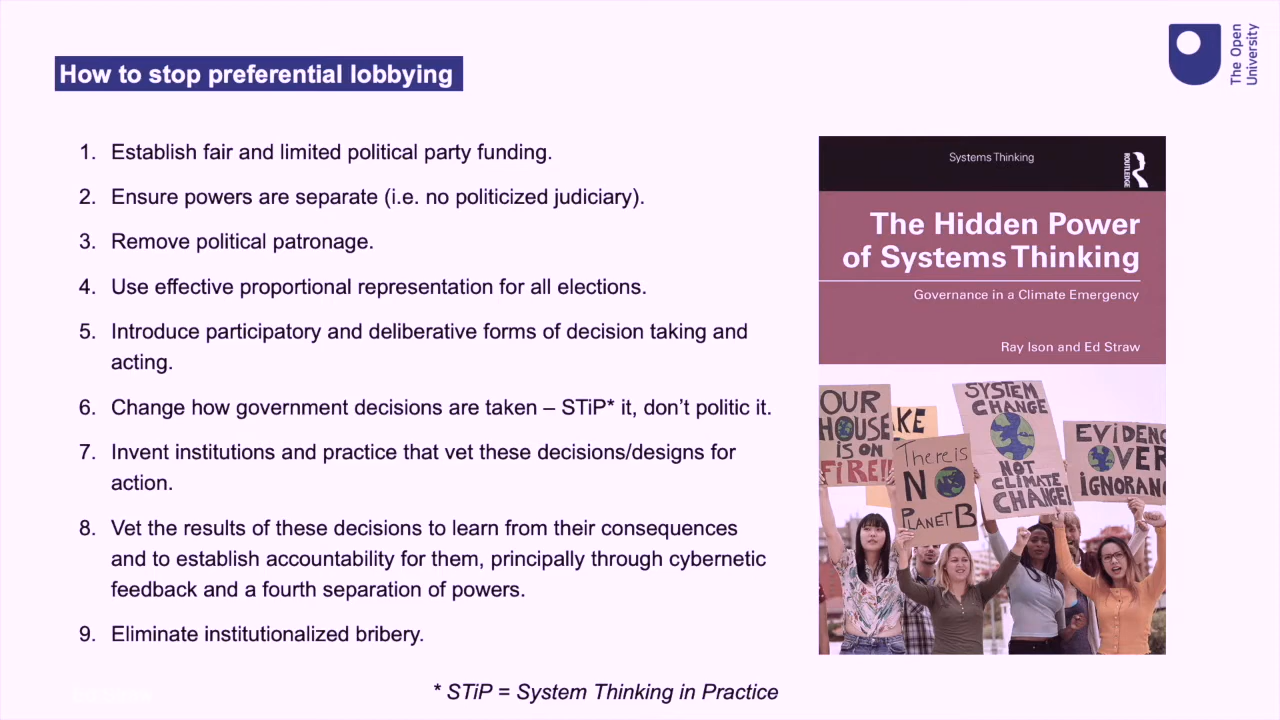 How to stop preferential lobbying
The Open
University
1. Establish fair and limited political party funding.
2. Ensure powers are separate (i.e. no politicized judiciary).
3. Remove political patronage.
4. Use effective proportional representation for all elections.
5. Introduce participatory and deliberative forms of decision taking and
acting.
6. Change how government decisions are taken – STiP* it, don’t politic it.
7. Invent institutions and practice that vet these decisions/designs for
action.
8. Vet the results of these decisions to learn from their consequences
and to establish accountability for them, principally through cybernetic
feedback and a fourth separation of powers.
9. Eliminate institutionalized bribery.
* STiP = System Thinking in Practice
Systems Thinking
ROUTLEDGE
The Hidden Power
of Systems Thinking
Governance in a Climate Emergency
Ray Ison and Ed Straw
OUR
HOUSE
IS ON
FIRE!!
KE
There is
NO
PLANET B
SYSTEM
CHANGE
NOT
CLIMATE
CHANGE!
EVIDENC
OVER
IGNORAN